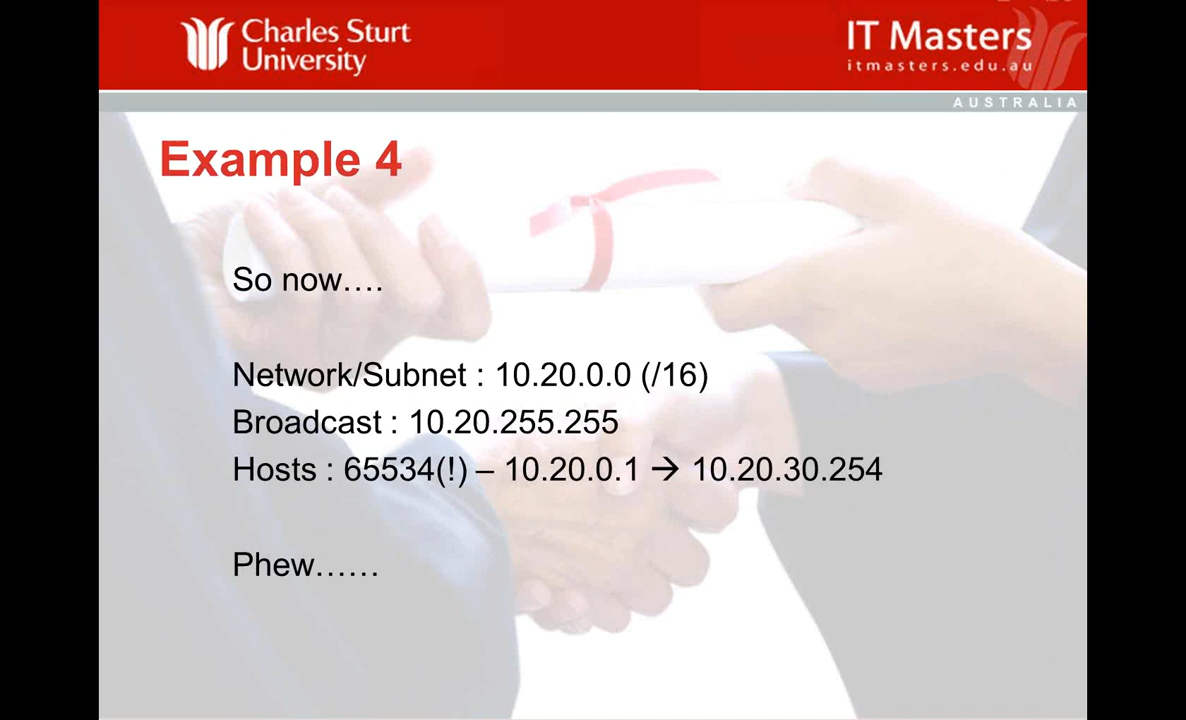 Charles Sturt
University
IT Masters
itmasters.edu.au
AUSTRALIA
Example 4
So now….
Network/Subnet : 10.20.0.0 (/16)
Broadcast : 10.20.255.255
Hosts : 65534(!) – 10.20.0.1 → 10.20.30.254
Phew……